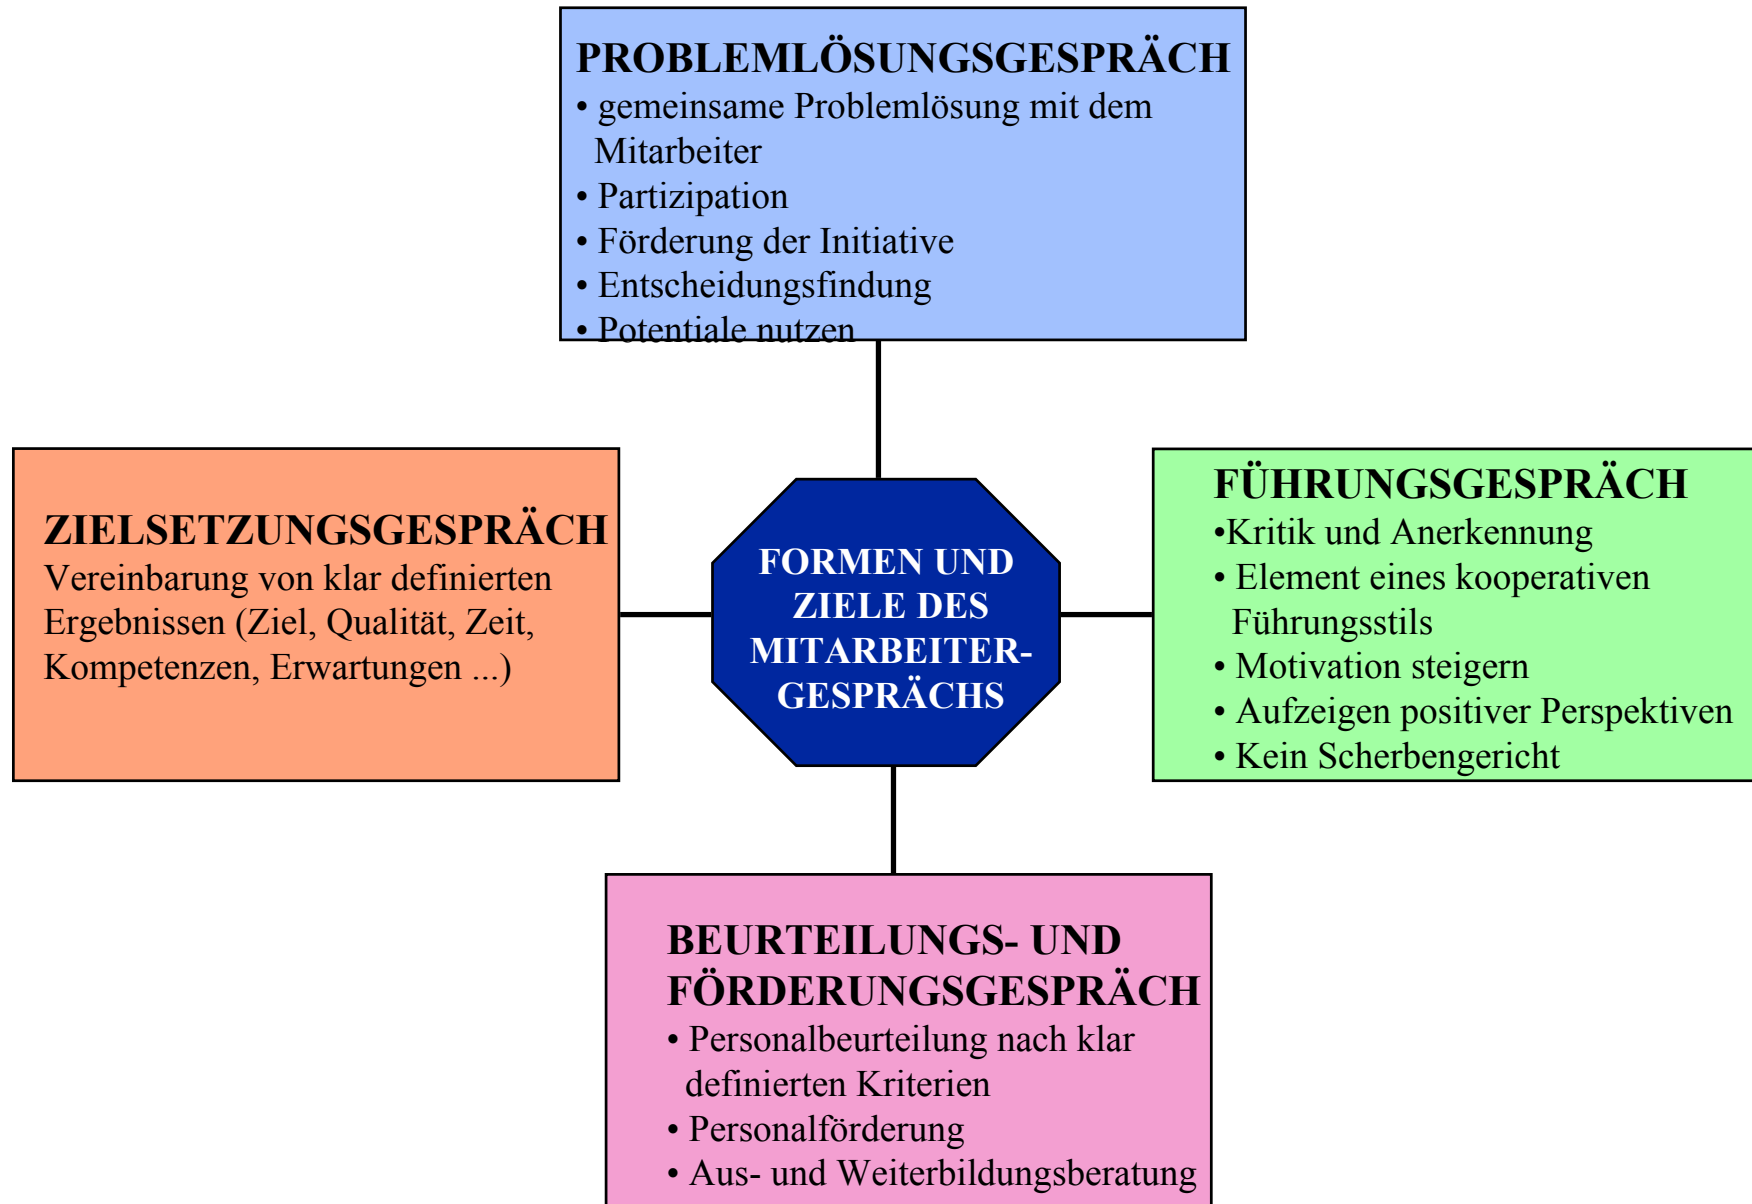 PROBLEMLÖSUNGSGESPRÄCH
• gemeinsame Problemlösung mit dem
Mitarbeiter
• Partizipation
• Förderung der Initiative
• Entscheidungsfindung
• Potentiale nutzen
ZIELSETZUNGSGESPRÄCH
Vereinbarung von klar definierten
Ergebnissen (Ziel, Qualität, Zeit,
Kompetenzen, Erwartungen ...)
FORMEN UND
ZIELE DES
MITARBEITER-
GESPRÄCHS
FÜHRUNGSGESPRÄCH
•Kritik und Anerkennung
• Element eines kooperativen
Führungsstils
• Motivation steigern
• Aufzeigen positiver Perspektiven
• Kein Scherbengericht
BEURTEILUNGS- UND
FÖRDERUNGSGESPRÄCH
• Personalbeurteilung nach klar
definierten Kriterien
• Personalförderung
• Aus- und Weiterbildungsberatung